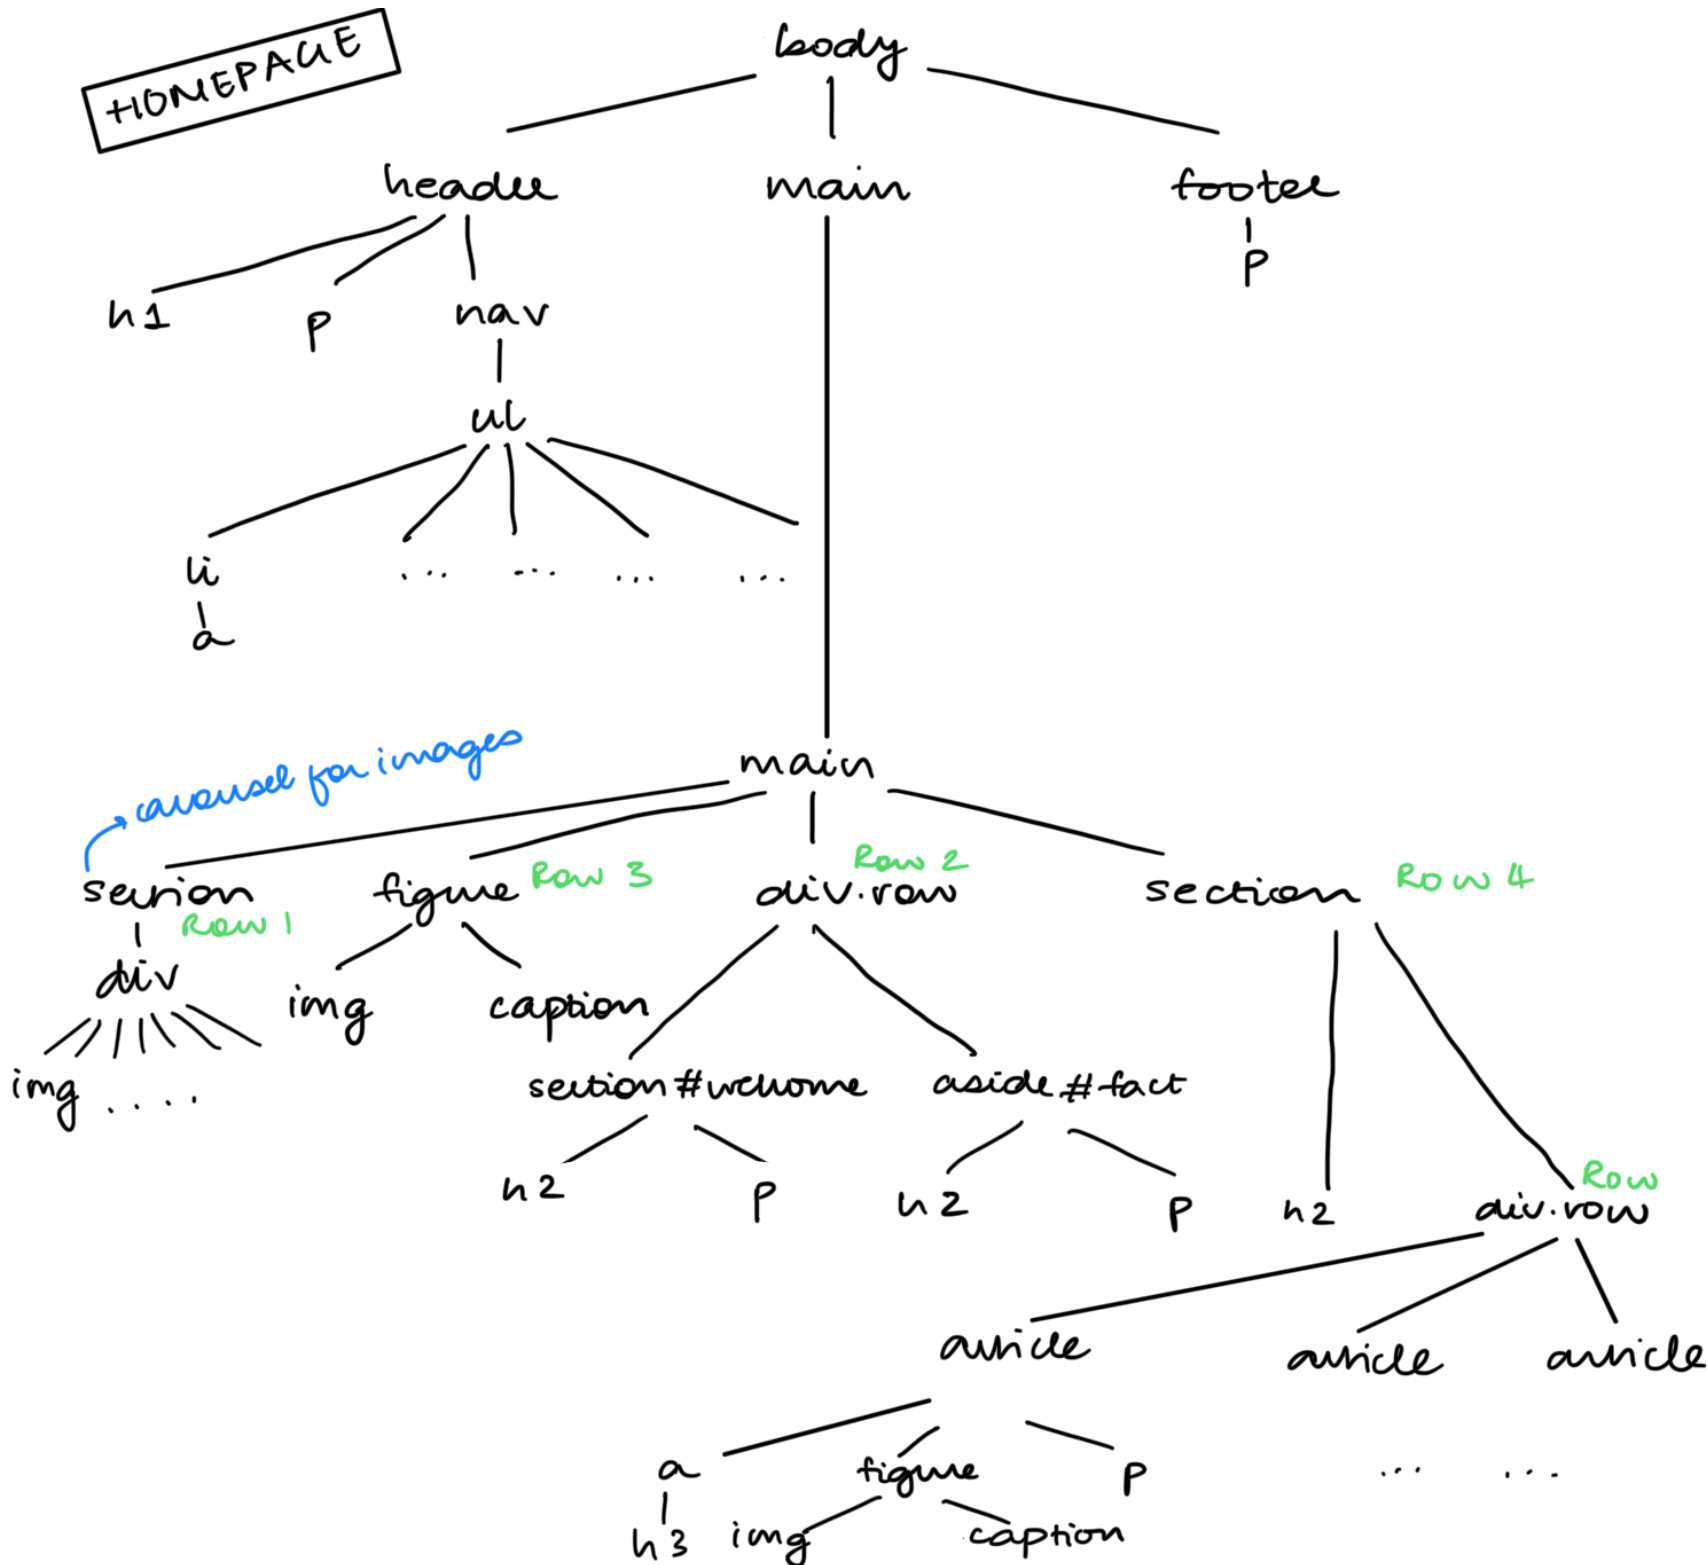 HOMEPAGE
body
header main footer
h1 p nav p
ul
li ... ... ... ...
a
carousel for images
main
section Row 1 figure Row 3 div.row Row 2 section Row 4
div img caption
img .... section#welcome aside#fact
h2 p h2 p h2 div.row Row
article article article
a figure p ... ...
h3 img caption